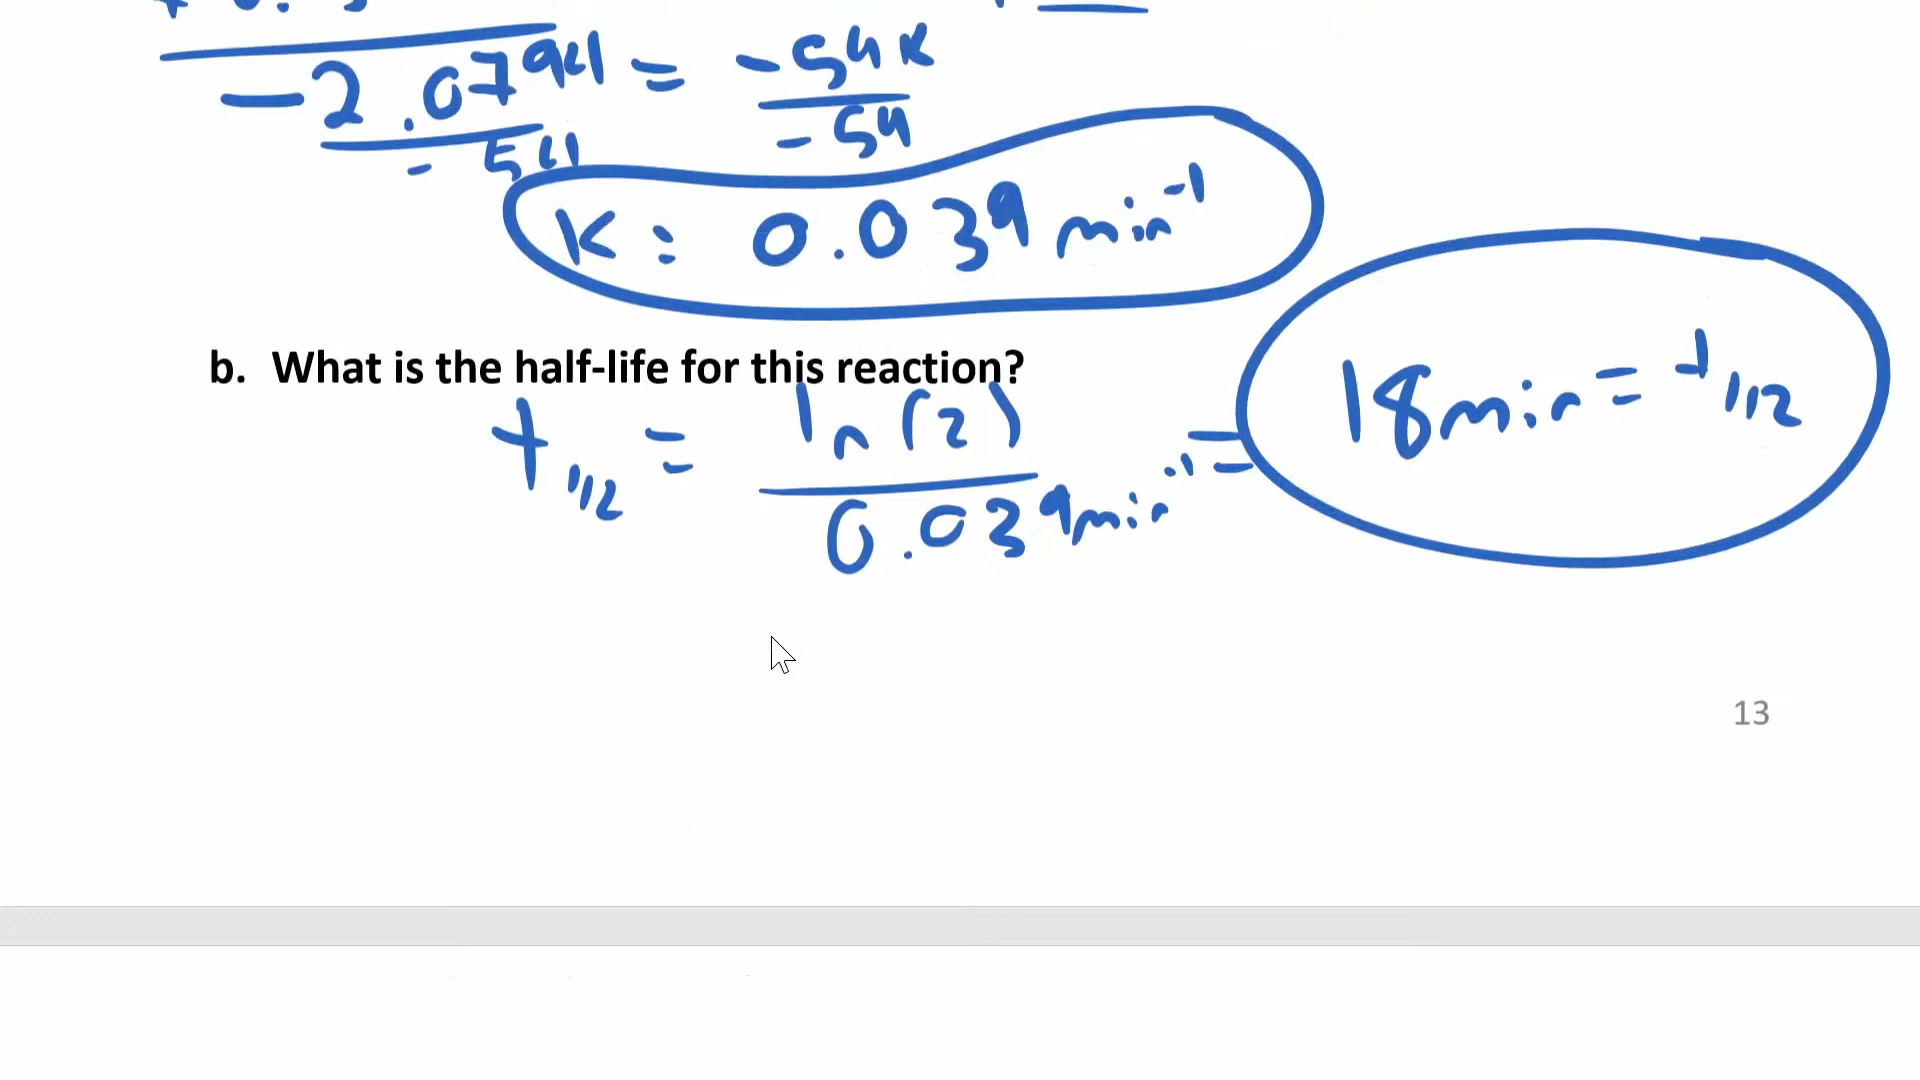 -2.0794 = -54k
-54 -54
K = 0.039 min-1
b. What is the half-life for this reaction?
t1/2 = ln(2) = 18 min = t1/2
0.039 min-1
13